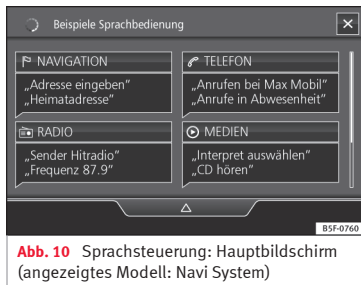 Beispiele Sprachbedienung
NAVIGATION
„Adresse eingeben“
„Heimatadresse“
TELEFON
„Anrufen bei Max Mobil“
„Anrufe in Abwesenheit“
RADIO
„Sender Hitradio“
„Frequenz 87.9“
MEDIEN
„Interpret auswählen“
„CD hören“
B5F-0760
Abb. 10 Sprachsteuerung: Hauptbildschirm
(angezeigtes Modell: Navi System)